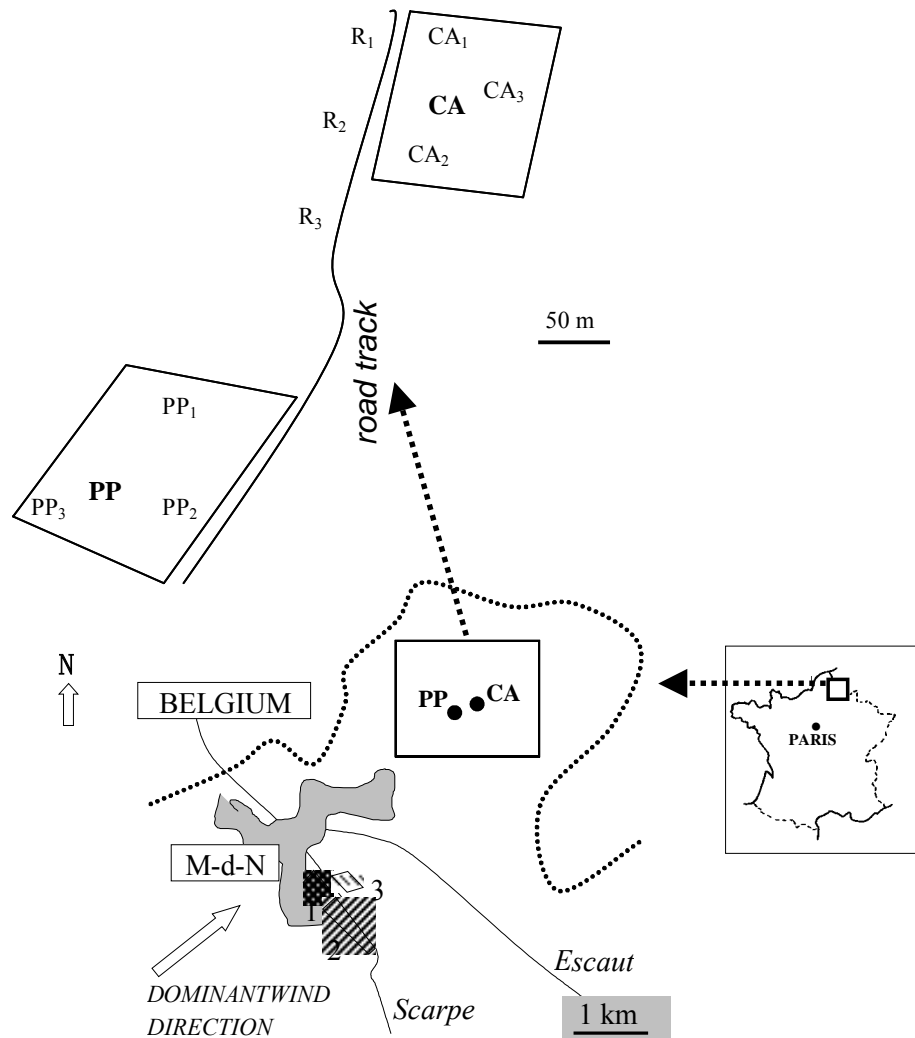 R₁
CA₁
CA₃
CA
R₂
CA₂
R₃
50 m
road track
PP₁
PP
PP₃
PP₂
N
BELGIUM
PP
CA
PARIS
M-d-N
1
3
2
Escaut
DOMINANTWIND
DIRECTION
Scarpe
1 km